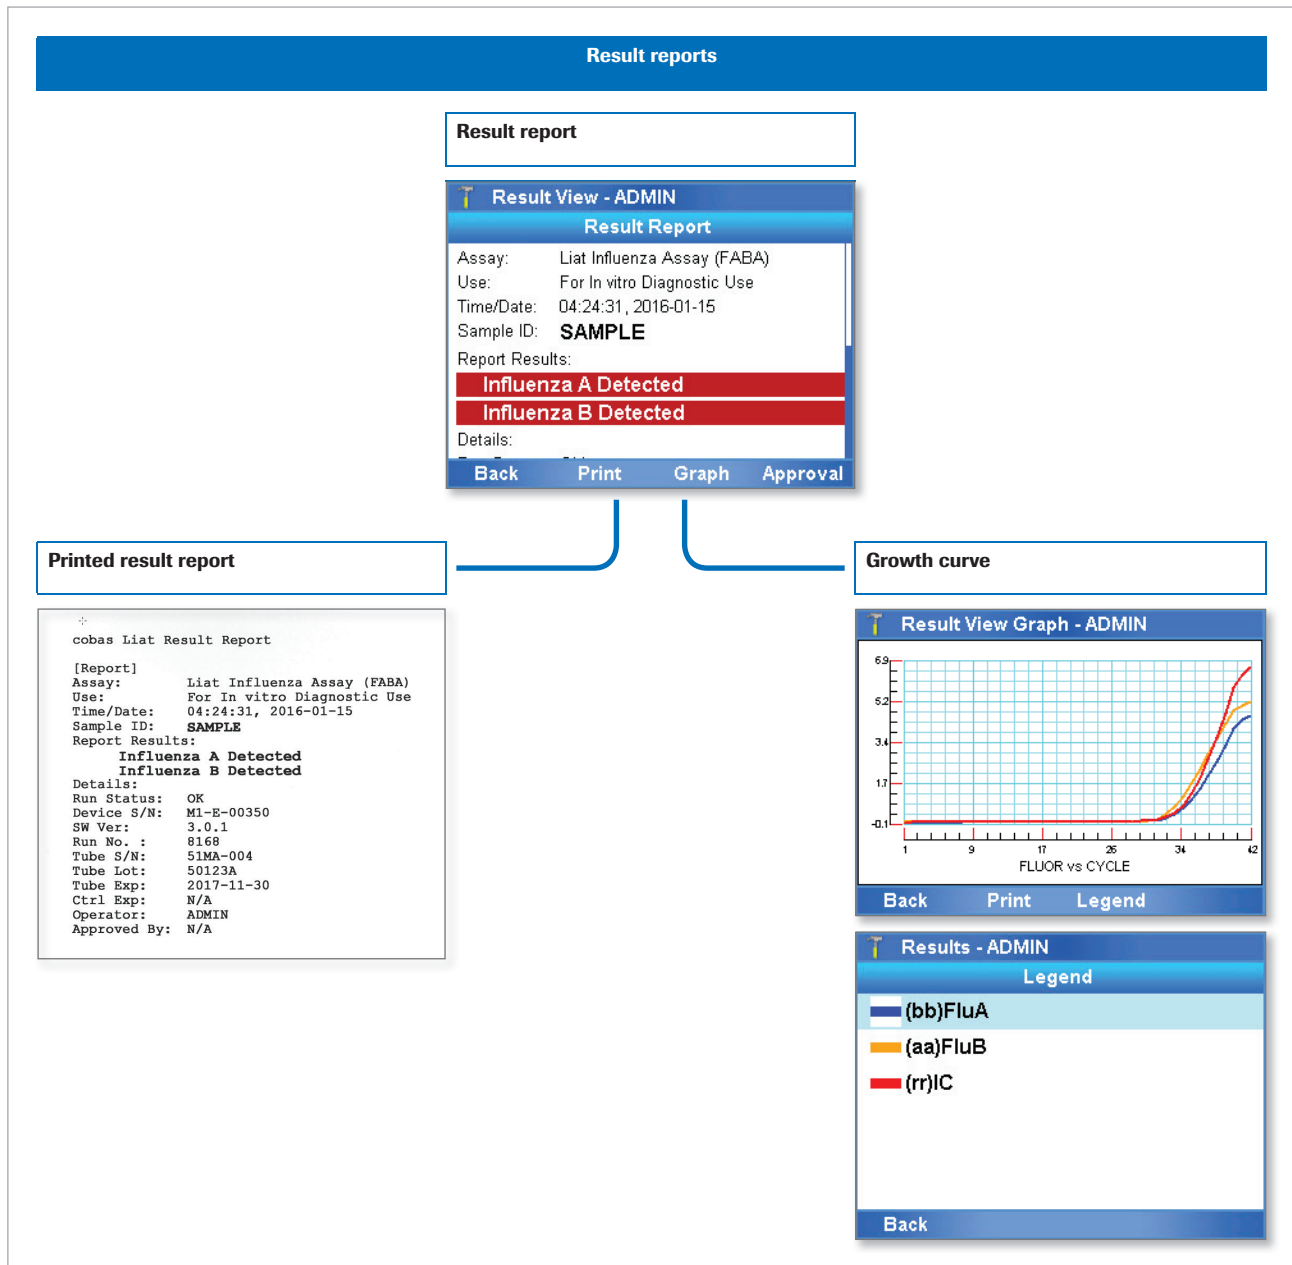 Result reports
Result report
Result View - ADMIN
Result Report
Assay: Liat Influenza Assay (FABA)
Use: For In vitro Diagnostic Use
Time/Date: 04:24:31, 2016-01-15
Sample ID: SAMPLE
Report Results:
Influenza A Detected
Influenza B Detected
Details:
Back Print Graph Approval
Printed result report
cobas Liat Result Report
[Report]
Assay: Liat Influenza Assay (FABA)
Use: For In vitro Diagnostic Use
Time/Date: 04:24:31, 2016-01-15
Sample ID: SAMPLE
Report Results:
Influenza A Detected
Influenza B Detected
Details:
Run Status: OK
Device S/N: M1-E-00350
SW Ver: 3.0.1
Run No. : 8168
Tube S/N: 51MA-004
Tube Lot: 50123A
Tube Exp: 2017-11-30
Ctrl Exp: N/A
Operator: ADMIN
Approved By: N/A
Growth curve
Result View Graph - ADMIN
6.9
5.2
3.4
1.7
-0.1
1 9 17 26 34 42
FLUOR vs CYCLE
Back Print Legend
Results - ADMIN
Legend
(bb)FluA
(aa)FluB
(rr)IC
Back